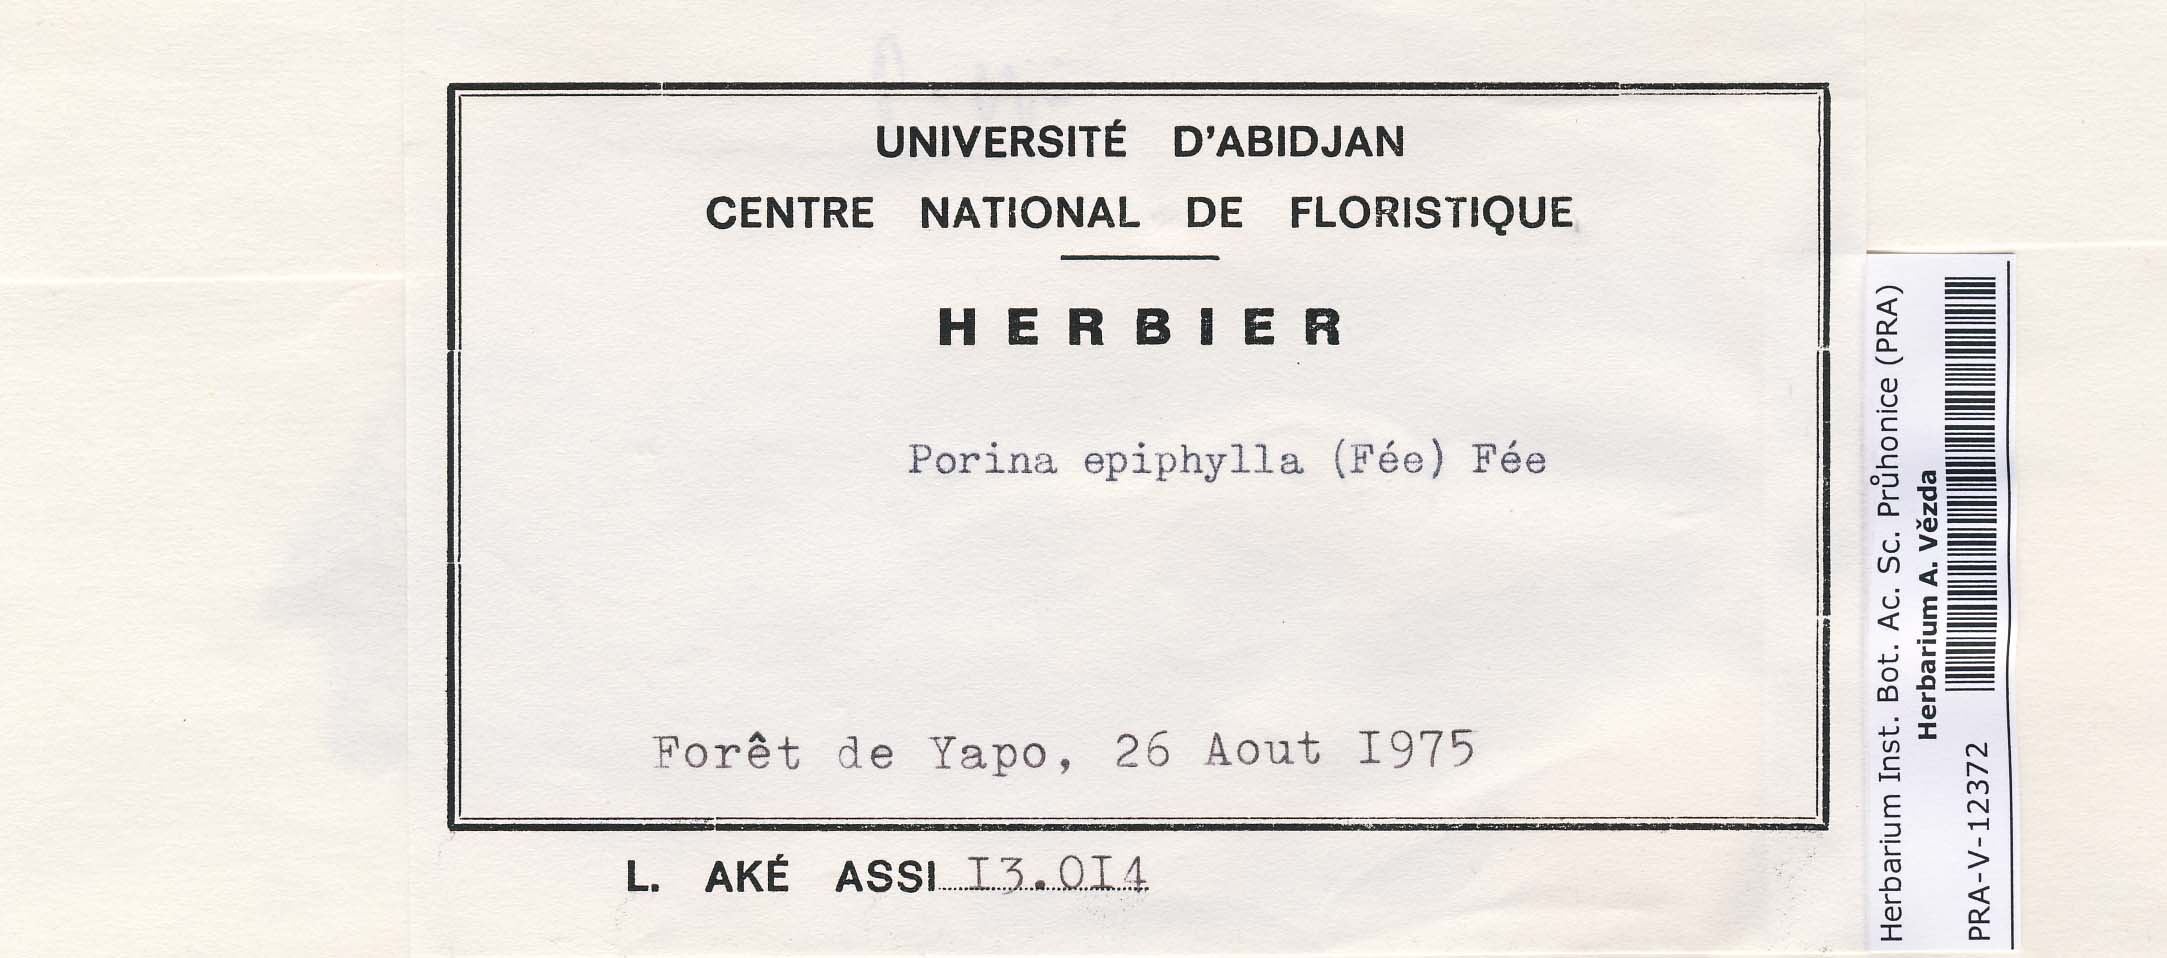 UNIVERSITÉ D'ABIDJAN
CENTRE NATIONAL DE FLORISTIQUE
HERBIER
Porina epiphylla (Fée) Fée
Forêt de Yapo, 26 Aout I975
L. AKÉ ASSI I3.0I4
Herbarium Inst. Bot. Ac. Sc. Průhonice (PRA)
Herbarium A. Vězda
PRA-V-12372